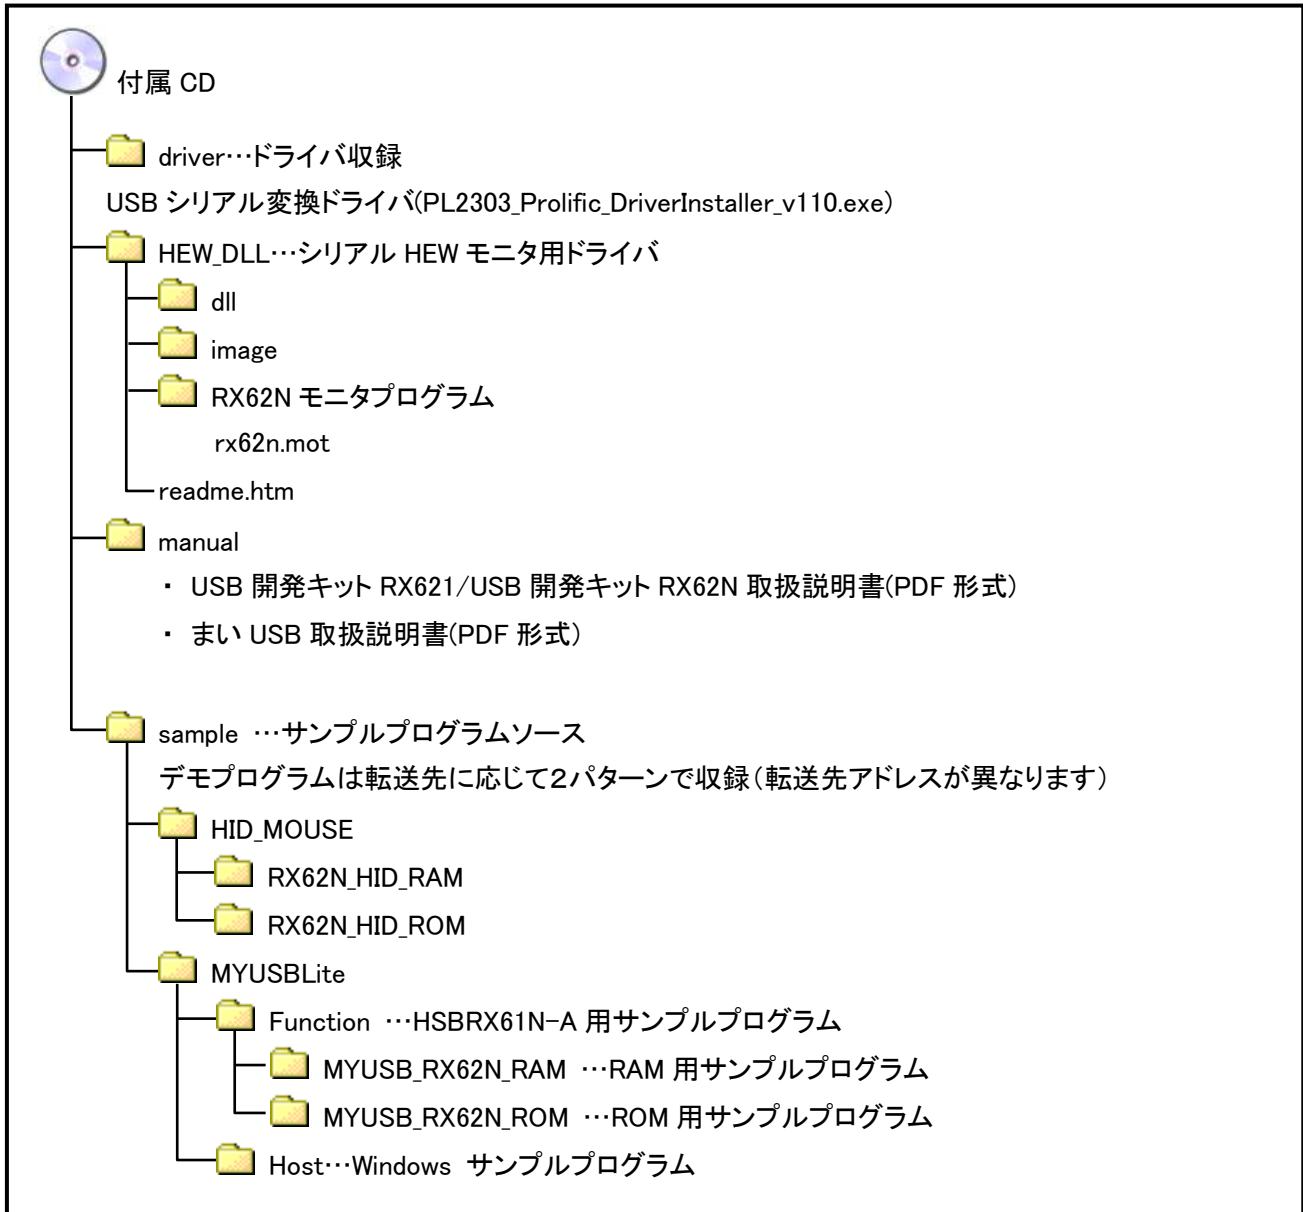 付属 CD
driver…ドライバ収録
USB シリアル変換ドライバ(PL2303_Prolific_DriverInstaller_v110.exe)
HEW_DLL…シリアル HEW モニタ用ドライバ
dll
image
RX62N モニタプログラム
rx62n.mot
readme.htm
manual
・ USB 開発キット RX621/USB 開発キット RX62N 取扱説明書(PDF 形式)
・ まい USB 取扱説明書(PDF 形式)
sample …サンプルプログラムソース
デモプログラムは転送先に応じて２パターンで収録(転送先アドレスが異なります)
HID_MOUSE
RX62N_HID_RAM
RX62N_HID_ROM
MYUSBLite
Function …HSBRX61N-A 用サンプルプログラム
MYUSB_RX62N_RAM …RAM 用サンプルプログラム
MYUSB_RX62N_ROM …ROM 用サンプルプログラム
Host…Windows サンプルプログラム